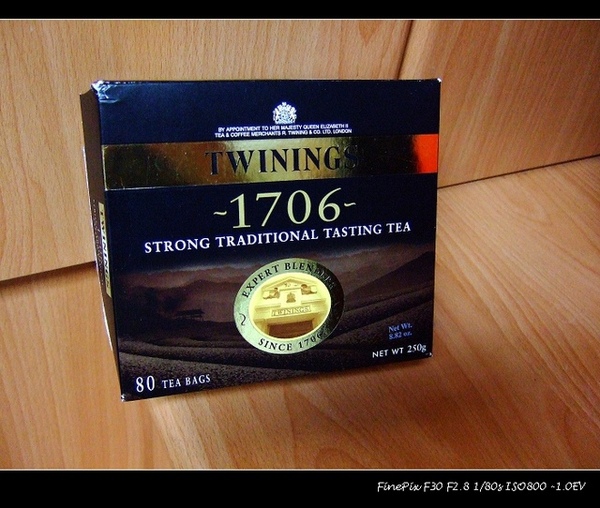 BY APPOINTMENT TO HER MAJESTY QUEEN ELIZABETH II
TEA & COFFEE MERCHANTS R. TWINING & CO. LTD. LONDON
TWININGS
-1706-
STRONG TRADITIONAL TASTING TEA
EXPERT BLENDERS
TWININGS
SINCE 1706
Net Wt.
8.82 oz.
NET WT 250g
80 TEA BAGS
TWININGS
FinePix F30 F2.8 1/80s ISO800 -1.0EV